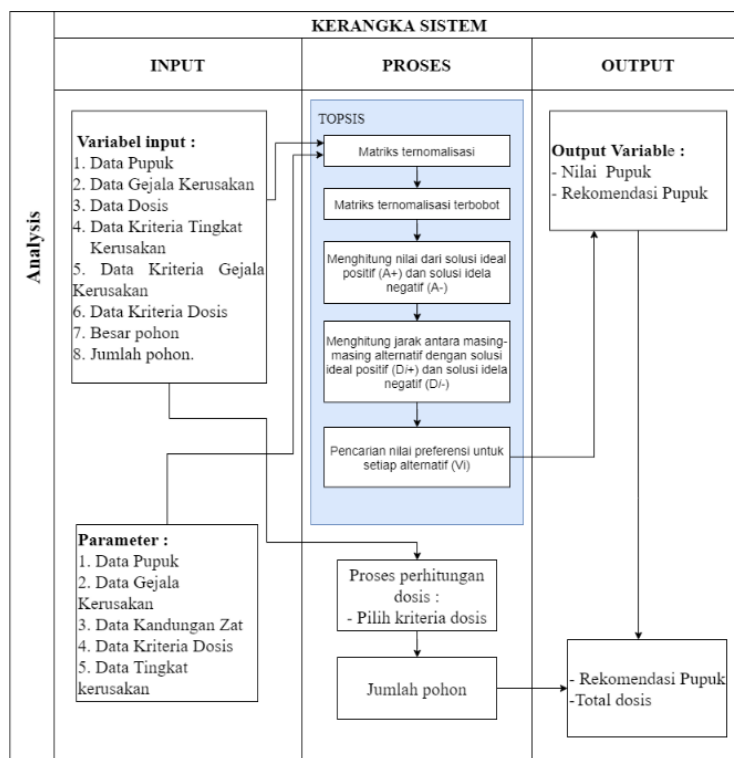 KERANGKA SISTEM
INPUT
PROSES
OUTPUT
Analysis
Variabel input :
1. Data Pupuk
2. Data Gejala Kerusakan
3. Data Dosis
4. Data Kriteria Tingkat
Kerusakan
5. Data Kriteria Gejala
Kerusakan
6. Data Kriteria Dosis
7. Besar pohon
8. Jumlah pohon.
Parameter :
1. Data Pupuk
2. Data Gejala
Kerusakan
3. Data Kandungan Zat
4. Data Kriteria Dosis
5. Data Tingkat
kerusakan
TOPSIS
Matriks ternomalisasi
Matriks ternomalisasi terbobot
Menghitung nilai dari solusi ideal
positif (A+) dan solusi idela
negatif (A-)
Menghitung jarak antara masing-
masing alternatif dengan solusi
ideal positif (Di+) dan solusi idela
negatif (Di-)
Pencarian nilai preferensi untuk
setiap alternatif (Vi)
Proses perhitungan
dosis :
- Pilih kriteria dosis
Jumlah pohon
Output Variable :
- Nilai Pupuk
- Rekomendasi Pupuk
- Rekomendasi Pupuk
-Total dosis